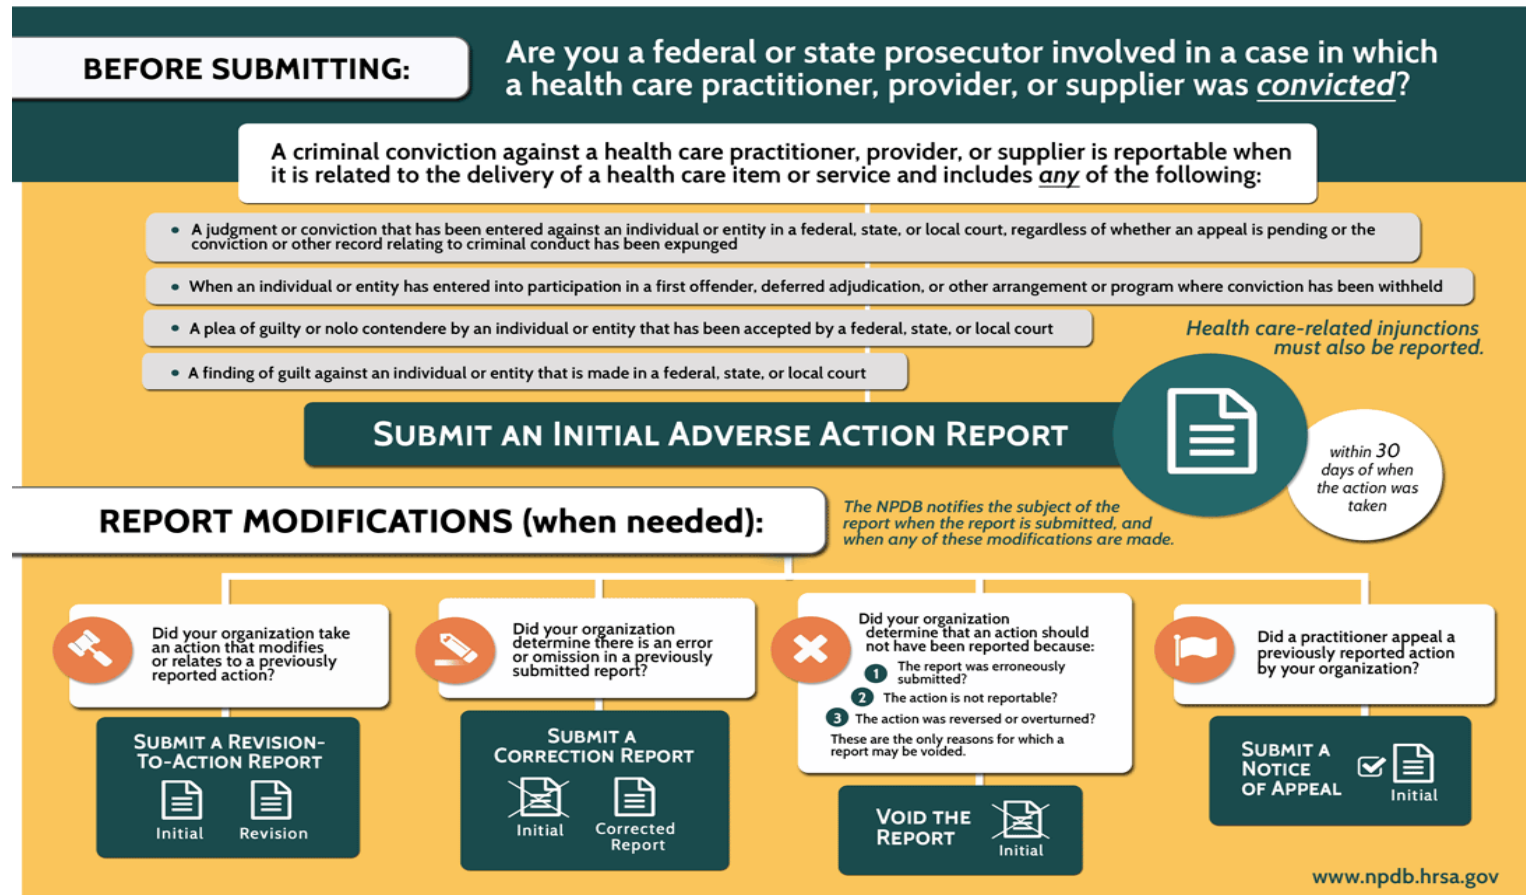 BEFORE SUBMITTING:
Are you a federal or state prosecutor involved in a case in which
a health care practitioner, provider, or supplier was convicted?
A criminal conviction against a health care practitioner, provider, or supplier is reportable when
it is related to the delivery of a health care item or service and includes any of the following:
• A judgment or conviction that has been entered against an individual or entity in a federal, state, or local court, regardless of whether an appeal is pending or the
conviction or other record relating to criminal conduct has been expunged
• When an individual or entity has entered into participation in a first offender, deferred adjudication, or other arrangement or program where conviction has been withheld
• A plea of guilty or nolo contendere by an individual or entity that has been accepted by a federal, state, or local court
• A finding of guilt against an individual or entity that is made in a federal, state, or local court
Health care-related injunctions
must also be reported.
SUBMIT AN INITIAL ADVERSE ACTION REPORT
within 30
days of when
the action was
taken
REPORT MODIFICATIONS (when needed):
The NPDB notifies the subject of the
report when the report is submitted, and
when any of these modifications are made.
Did your organization take
an action that modifies
or relates to a previously
reported action?
SUBMIT A REVISION-
TO-ACTION REPORT
Initial
Revision
Did your organization
determine there is an error
or omission in a previously
submitted report?
SUBMIT A
CORRECTION REPORT
Initial
Corrected
Report
Did your organization
determine that an action should
not have been reported because:
1 The report was erroneously
submitted?
2 The action is not reportable?
3 The action was reversed or overturned?
These are the only reasons for which a
report may be voided.
VOID THE
REPORT
Initial
Did a practitioner appeal a
previously reported action
by your organization?
SUBMIT A
NOTICE
OF APPEAL
Initial
www.npdb.hrsa.gov